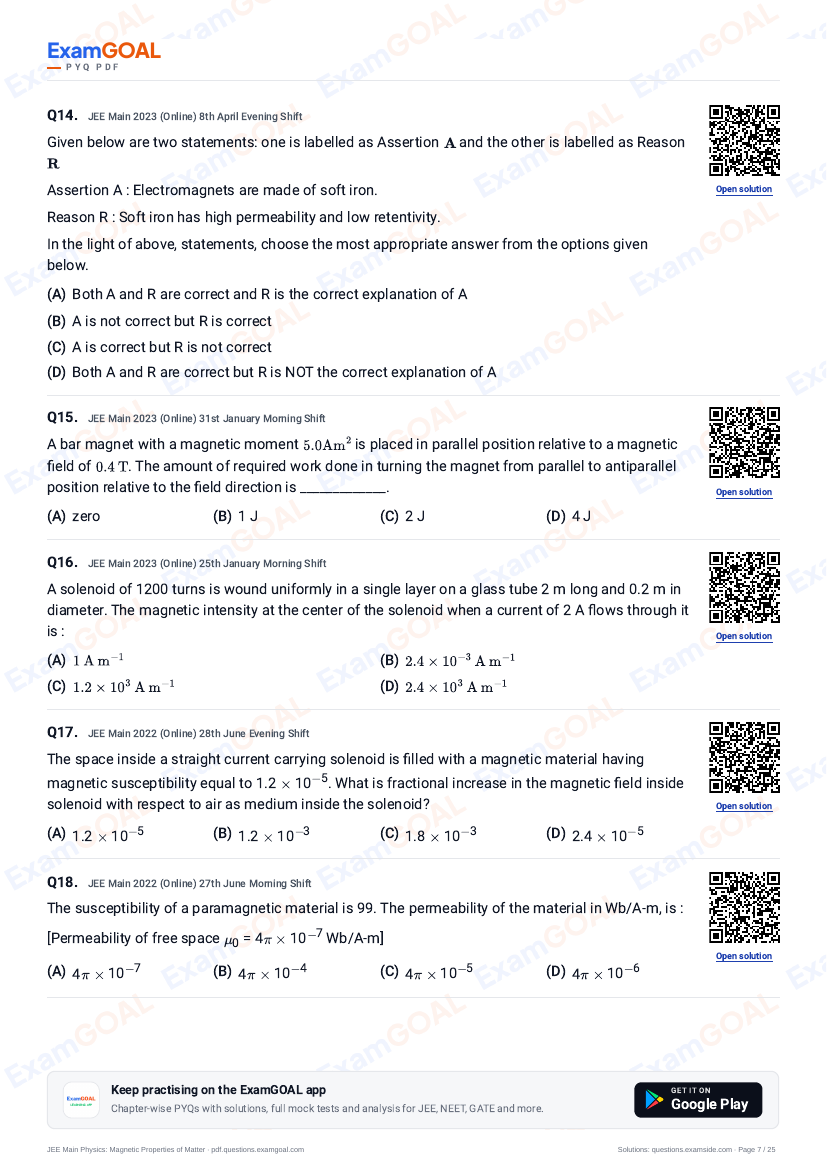 ExamGOAL
PYQ PDF
Q14. JEE Main 2023 (Online) 8th April Evening Shift
Given below are two statements: one is labelled as Assertion A and the other is labelled as Reason
R
Assertion A : Electromagnets are made of soft iron.
Reason R : Soft iron has high permeability and low retentivity.
In the light of above, statements, choose the most appropriate answer from the options given
below.
(A) Both A and R are correct and R is the correct explanation of A
(B) A is not correct but R is correct
(C) A is correct but R is not correct
(D) Both A and R are correct but R is NOT the correct explanation of A
Open solution
Q15. JEE Main 2023 (Online) 31st January Morning Shift
A bar magnet with a magnetic moment 5.0Am² is placed in parallel position relative to a magnetic
field of 0.4 T. The amount of required work done in turning the magnet from parallel to antiparallel
position relative to the field direction is _____________.
(A) zero (B) 1 J (C) 2 J (D) 4 J
Open solution
Q16. JEE Main 2023 (Online) 25th January Morning Shift
A solenoid of 1200 turns is wound uniformly in a single layer on a glass tube 2 m long and 0.2 m in
diameter. The magnetic intensity at the center of the solenoid when a current of 2 A flows through it
is :
(A) 1 A m⁻¹ (B) 2.4 × 10⁻³ A m⁻¹
(C) 1.2 × 10³ A m⁻¹ (D) 2.4 × 10³ A m⁻¹
Open solution
Q17. JEE Main 2022 (Online) 28th June Evening Shift
The space inside a straight current carrying solenoid is filled with a magnetic material having
magnetic susceptibility equal to 1.2 × 10⁻⁵. What is fractional increase in the magnetic field inside
solenoid with respect to air as medium inside the solenoid?
(A) 1.2 × 10⁻⁵ (B) 1.2 × 10⁻³ (C) 1.8 × 10⁻³ (D) 2.4 × 10⁻⁵
Open solution
Q18. JEE Main 2022 (Online) 27th June Morning Shift
The susceptibility of a paramagnetic material is 99. The permeability of the material in Wb/A-m, is :
[Permeability of free space μ₀ = 4π × 10⁻⁷ Wb/A-m]
(A) 4π × 10⁻⁷ (B) 4π × 10⁻⁴ (C) 4π × 10⁻⁵ (D) 4π × 10⁻⁶
Open solution
ExamGOAL
Keep practising on the ExamGOAL app
Chapter-wise PYQs with solutions, full mock tests and analysis for JEE, NEET, GATE and more.
GET IT ON
Google Play
JEE Main Physics: Magnetic Properties of Matter · pdf.questions.examgoal.com
Solutions: questions.examside.com · Page 7 / 25